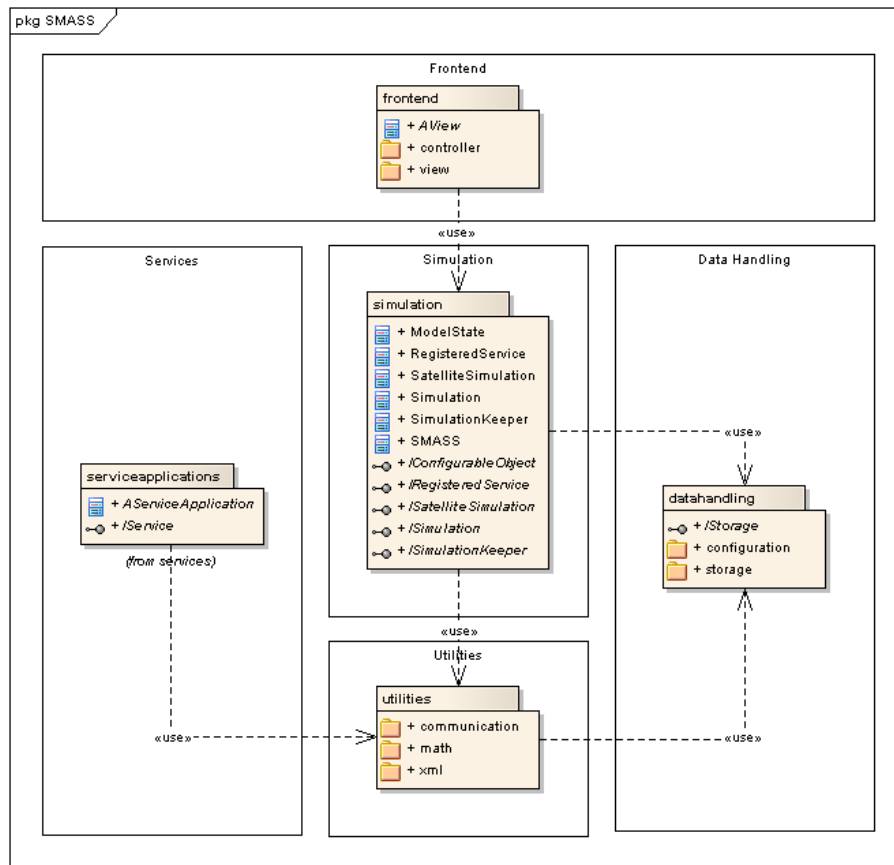 pkg SMASS
Frontend
frontend
+ AView
+ controller
+ view
«use»
Services
Simulation
Data Handling
simulation
+ ModelState
+ RegisteredService
+ SatelliteSimulation
+ Simulation
+ SimulationKeeper
+ SMASS
+ IConfigurableObject
+ IRegisteredService
+ ISatelliteSimulation
+ ISimulation
+ ISimulationKeeper
«use»
serviceapplications
+ AServiceApplication
+ IService
(from services)
datahandling
+ IStorage
+ configuration
+ storage
«use»
Utilities
utilities
+ communication
+ math
+ xml
«use»
«use»